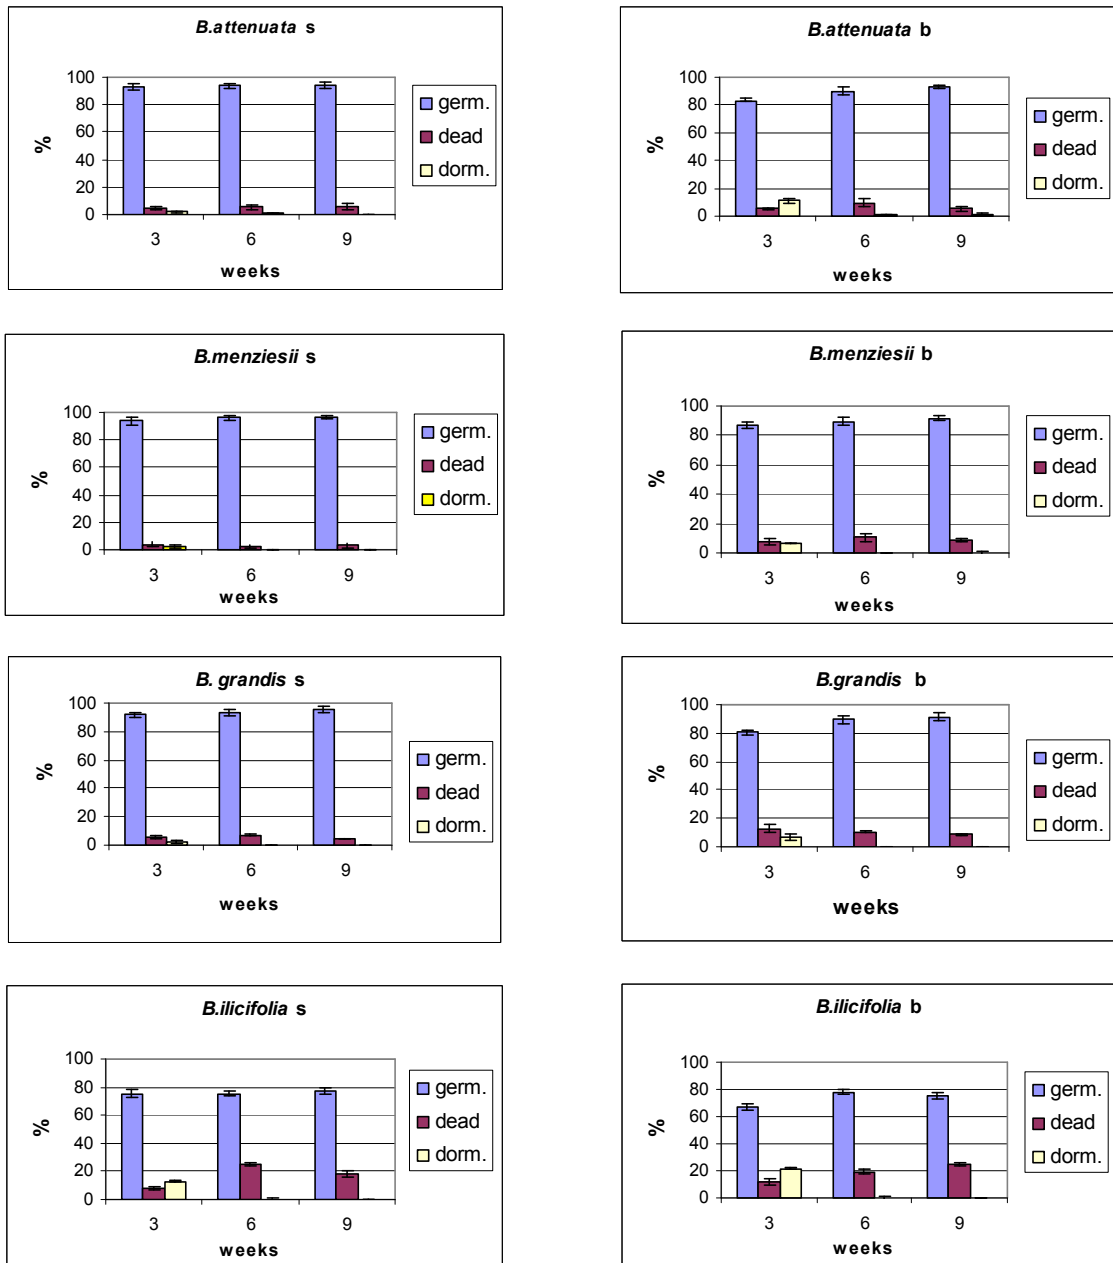 B.attenuata s
100
80
60
40
20
0
%
3 6 9
weeks
germ.
dead
dorm.
B.attenuata b
100
80
60
40
20
0
%
3 6 9
weeks
germ.
dead
dorm.
B.menziesii s
100
80
60
40
20
0
%
3 6 9
weeks
germ.
dead
dorm.
B.menziesii b
100
80
60
40
20
0
%
3 6 9
weeks
germ.
dead
dorm.
B. grandis s
100
80
60
40
20
0
%
3 6 9
weeks
germ.
dead
dorm.
B.grandis b
100
80
60
40
20
0
%
3 6 9
weeks
germ.
dead
dorm.
B.ilicifolia s
100
80
60
40
20
0
%
3 6 9
weeks
germ.
dead
dorm.
B.ilicifolia b
100
80
60
40
20
0
%
3 6 9
weeks
germ.
dead
dorm.